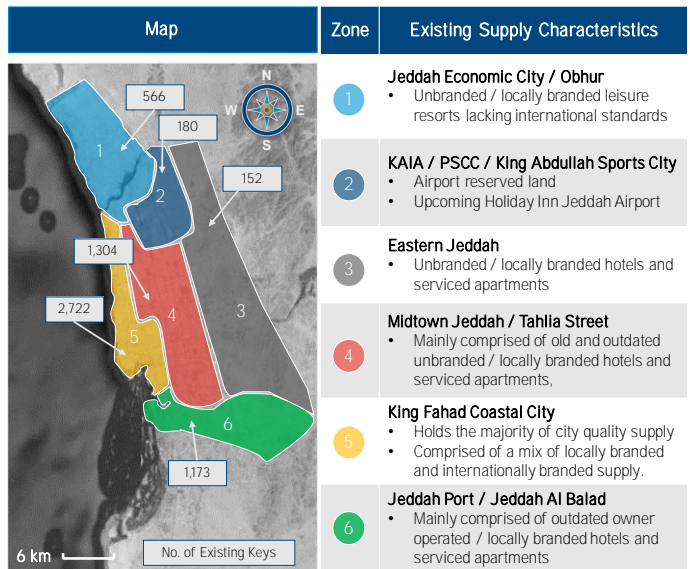 Map
Zone
Existing Supply Characteristics
N
W
E
S
566
180
152
1,304
2,722
1,173
1
2
3
4
5
6
6 km
No. of Existing Keys
1
Jeddah Economic City / Obhur
• Unbranded / locally branded leisure
resorts lacking international standards
2
KAIA / PSCC / King Abdullah Sports City
• Airport reserved land
• Upcoming Holiday Inn Jeddah Airport
3
Eastern Jeddah
• Unbranded / locally branded hotels and
serviced apartments
4
Midtown Jeddah / Tahlia Street
• Mainly comprised of old and outdated
unbranded / locally branded hotels and
serviced apartments,
5
King Fahad Coastal City
• Holds the majority of city quality supply
• Comprised of a mix of locally branded
and internationally branded supply.
6
Jeddah Port / Jeddah Al Balad
• Mainly comprised of outdated owner
operated / locally branded hotels and
serviced apartments